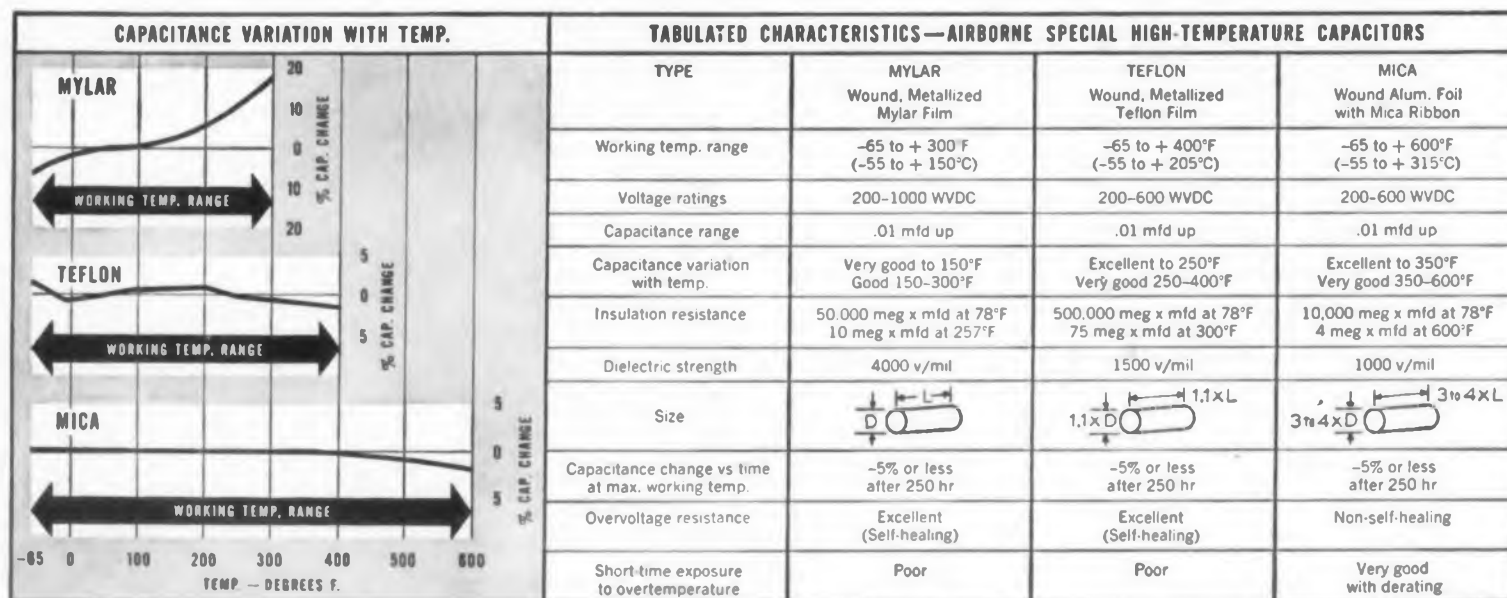 CAPACITANCE VARIATION WITH TEMP.
MYLAR
20
10
0
10
20
% CAP. CHANGE
WORKING TEMP. RANGE
TEFLON
5
0
5
% CAP. CHANGE
WORKING TEMP. RANGE
MICA
5
0
5
% CAP. CHANGE
WORKING TEMP. RANGE
-65 0 100 200 300 400 500 600
TEMP. — DEGREES F.
TABULATED CHARACTERISTICS—AIRBORNE SPECIAL HIGH-TEMPERATURE CAPACITORS
TYPE
MYLAR
Wound, Metallized
Mylar Film
TEFLON
Wound, Metallized
Teflon Film
MICA
Wound Alum. Foil
with Mica Ribbon
Working temp. range
-65 to + 300°F
(-55 to + 150°C)
-65 to + 400°F
(-55 to + 205°C)
-65 to + 600°F
(-55 to + 315°C)
Voltage ratings
200-1000 WVDC
200-600 WVDC
200-600 WVDC
Capacitance range
.01 mfd up
.01 mfd up
.01 mfd up
Capacitance variation
with temp.
Very good to 150°F
Good 150-300°F
Excellent to 250°F
Very good 250-400°F
Excellent to 350°F
Very good 350-600°F
Insulation resistance
50.000 meg x mfd at 78°F
10 meg x mfd at 257°F
500.000 meg x mfd at 78°F
75 meg x mfd at 300°F
10,000 meg x mfd at 78°F
4 meg x mfd at 600°F
Dielectric strength
4000 v/mil
1500 v/mil
1000 v/mil
Size
L
D
1.1xL
1.1xD
3 to 4xL
3 to 4xD
Capacitance change vs time
at max. working temp.
-5% or less
after 250 hr
-5% or less
after 250 hr
-5% or less
after 250 hr
Overvoltage resistance
Excellent
(Self-healing)
Excellent
(Self-healing)
Non-self-healing
Short-time exposure
to overtemperature
Poor
Poor
Very good
with derating